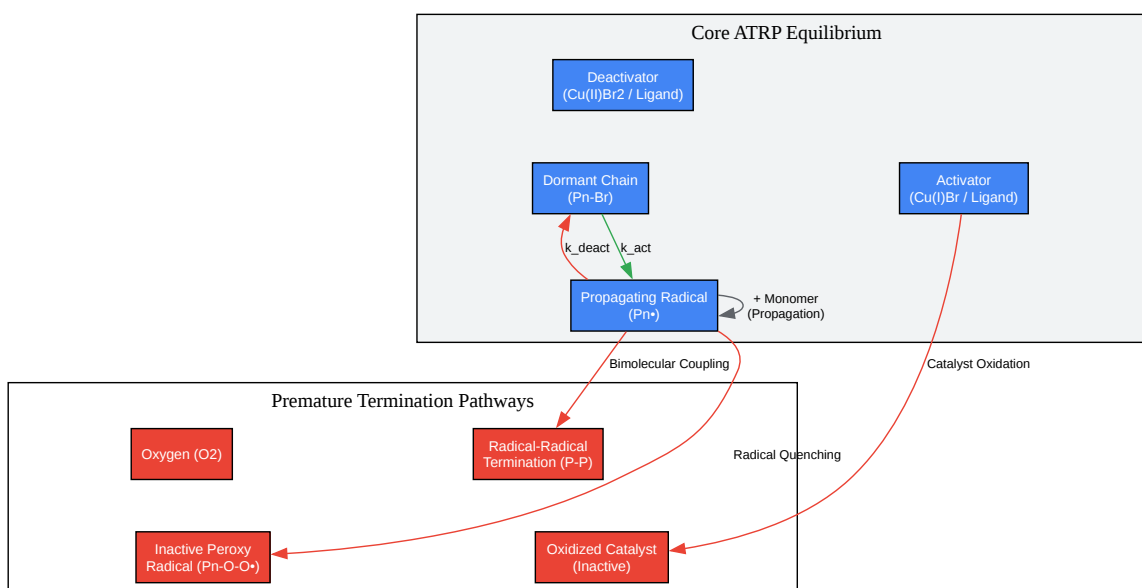 Core ATRP Equilibrium
Deactivator
(Cu(II)Br2 / Ligand)
Dormant Chain
(Pn-Br)
Activator
(Cu(I)Br / Ligand)
k_deact
k_act
Propagating Radical
(Pn•)
+ Monomer
(Propagation)
Bimolecular Coupling
Catalyst Oxidation
Premature Termination Pathways
Oxygen (O2)
Radical-Radical
Termination (P-P)
Radical Quenching
Inactive Peroxy
Radical (Pn-O-O•)
Oxidized Catalyst
(Inactive)